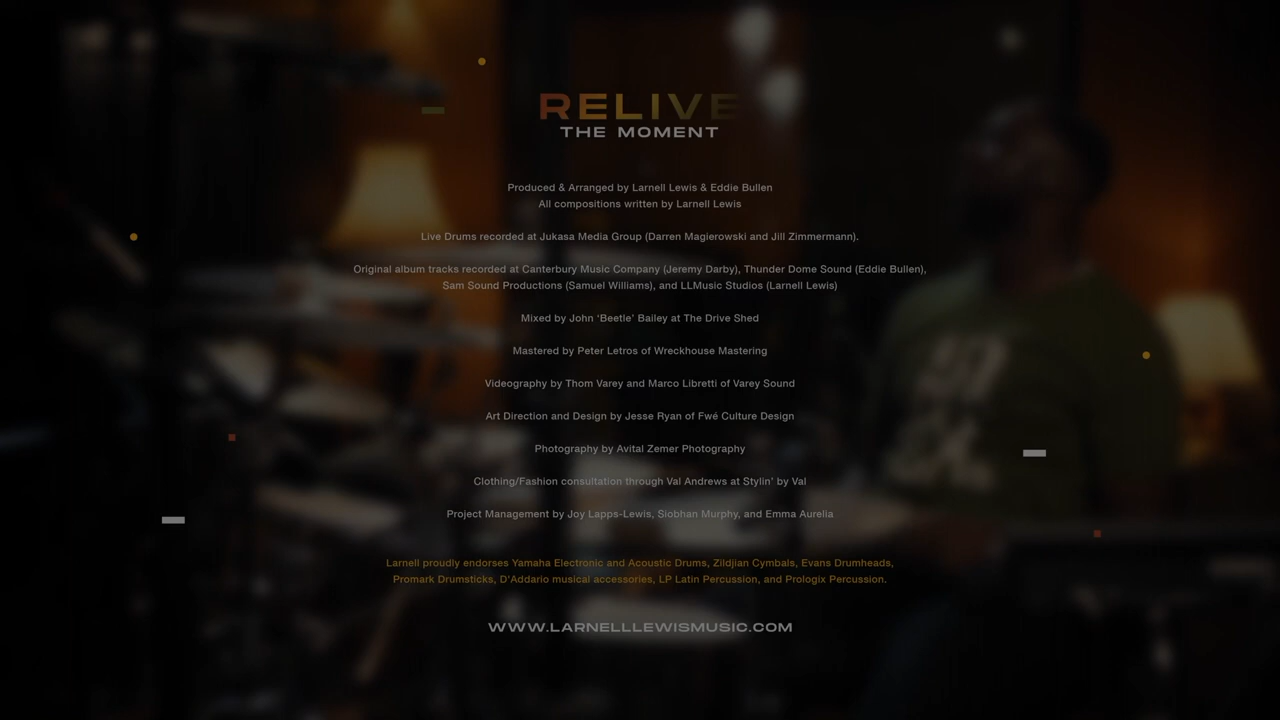 RELIVE
THE MOMENT
Produced & Arranged by Larnell Lewis & Eddie Bullen
All compositions written by Larnell Lewis
Live Drums recorded at Jukasa Media Group (Darren Magierowski and Jill Zimmermann).
Original album tracks recorded at Canterbury Music Company (Jeremy Darby), Thunder Dome Sound (Eddie Bullen),
Sam Sound Productions (Samuel Williams), and LLMusic Studios (Larnell Lewis)
Mixed by John ‘Beetle’ Bailey at The Drive Shed
Mastered by Peter Letros of Wreckhouse Mastering
Videography by Thom Varey and Marco Libretti of Varey Sound
Art Direction and Design by Jesse Ryan of Fwé Culture Design
Photography by Avital Zemer Photography
Clothing/Fashion consultation through Val Andrews at Stylin’ by Val
Project Management by Joy Lapps-Lewis, Siobhan Murphy, and Emma Aurelia
Larnell proudly endorses Yamaha Electronic and Acoustic Drums, Zildjian Cymbals, Evans Drumheads,
Promark Drumsticks, D’Addario musical accessories, LP Latin Percussion, and Prologix Percussion.
WWW.LARNELLLEWISMUSIC.COM